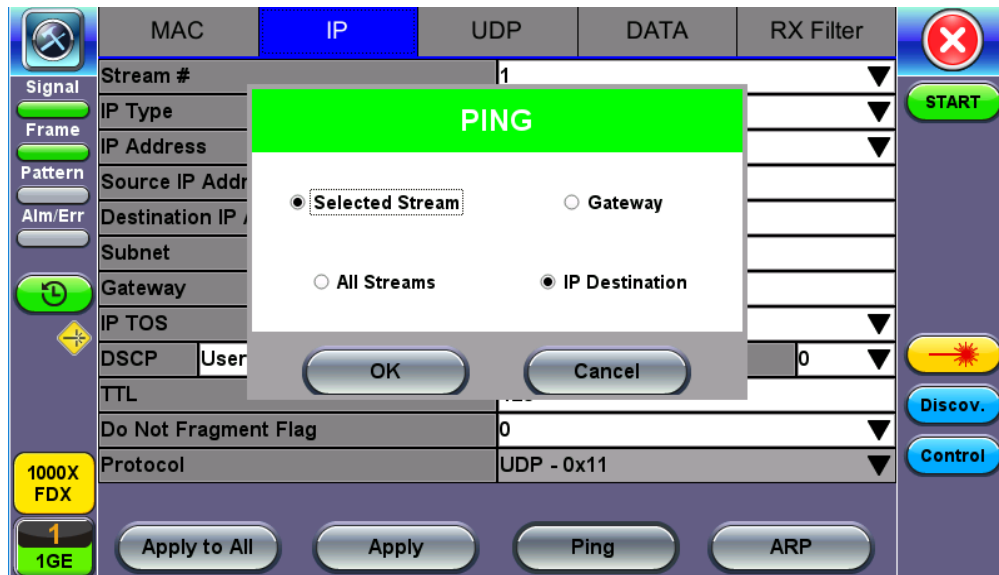 MAC IP UDP DATA RX Filter
Stream # 1
Signal
IP Type
START
PING
Frame
IP Address
Pattern
Source IP Addr
Selected Stream Gateway
Alm/Err
Destination IP
Subnet
Gateway
All Streams IP Destination
IP TOS
DSCP User 0
OK Cancel
TTL
Discov.
Do Not Fragment Flag 0
Control
Protocol UDP - 0x11
1000X
FDX
1
1GE
Apply to All Apply Ping ARP